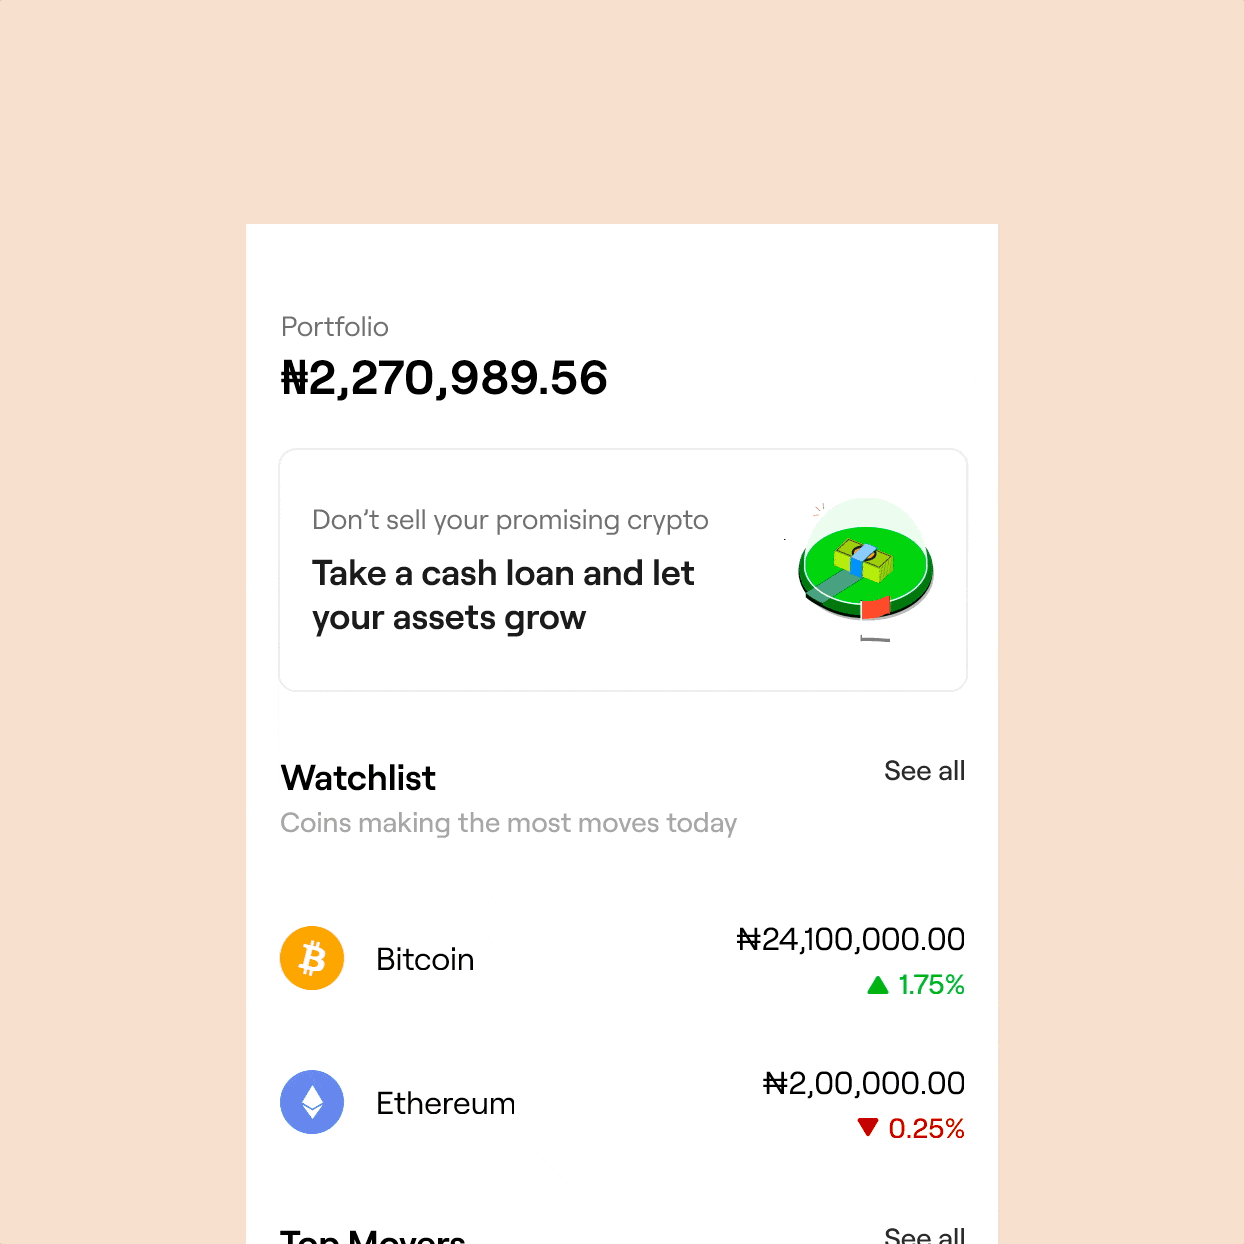 Portfolio
₦2,270,989.56
Don’t sell your promising crypto
Take a cash loan and let
your assets grow
Watchlist
See all
Coins making the most moves today
Bitcoin
₦24,100,000.00
1.75%
Ethereum
₦2,00,000.00
0.25%
Top Movers
See all